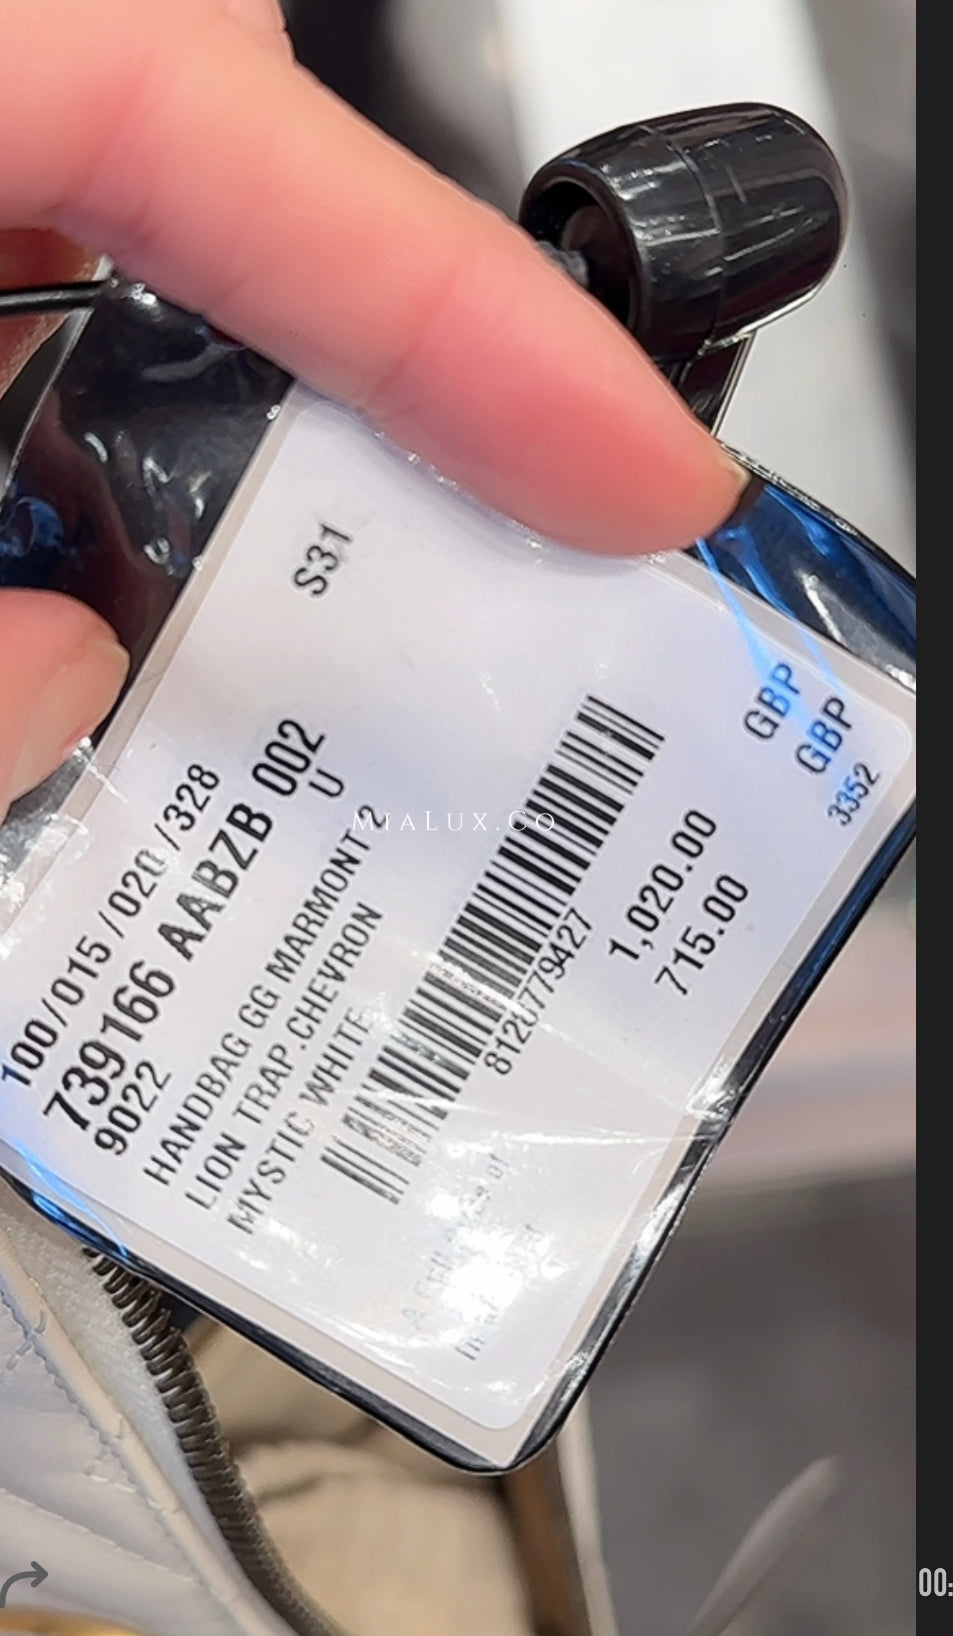 S31
100/015 /020 /328
739166 AABZB 002
9022 U
HANDBAG GG MARMONT 2
LION TRAP.CHEVRON
MYSTIC WHITE
1,020.00 GBP
715.00 GBP
3352
MIALUX.CO
00: